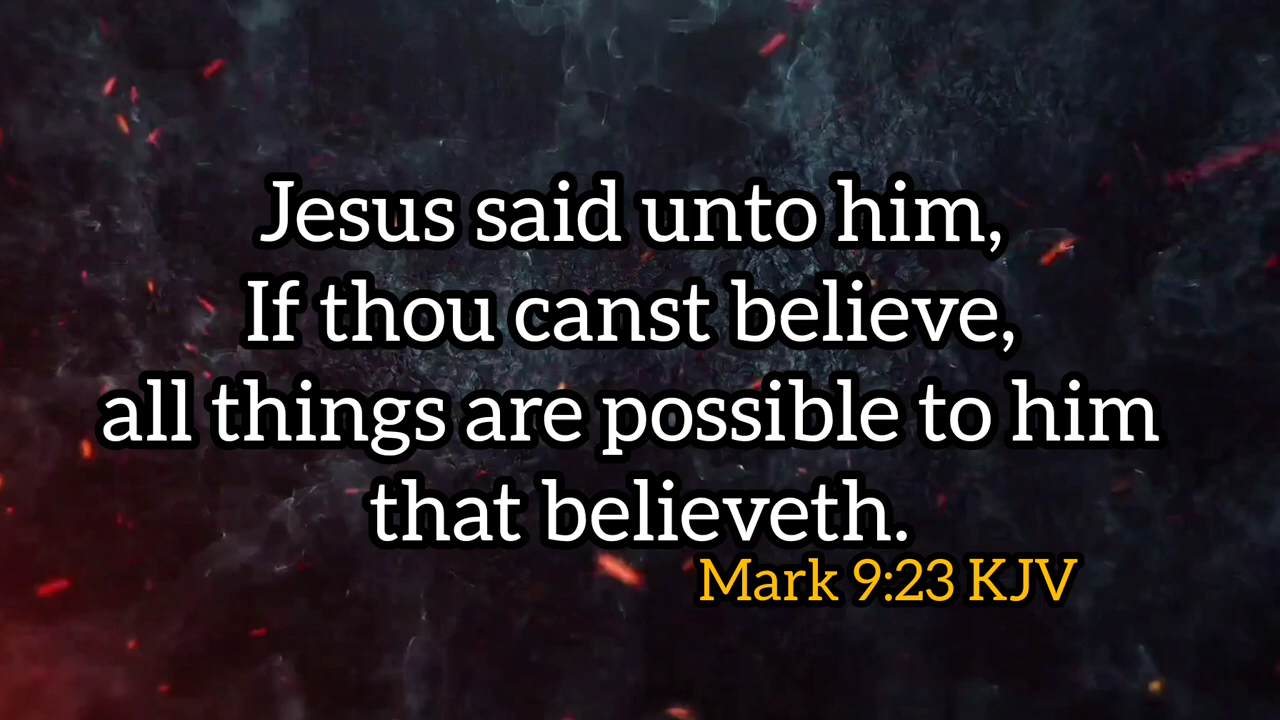 Jesus said unto him,
If thou canst believe,
all things are possible to him
that believeth.
Mark 9:23 KJV